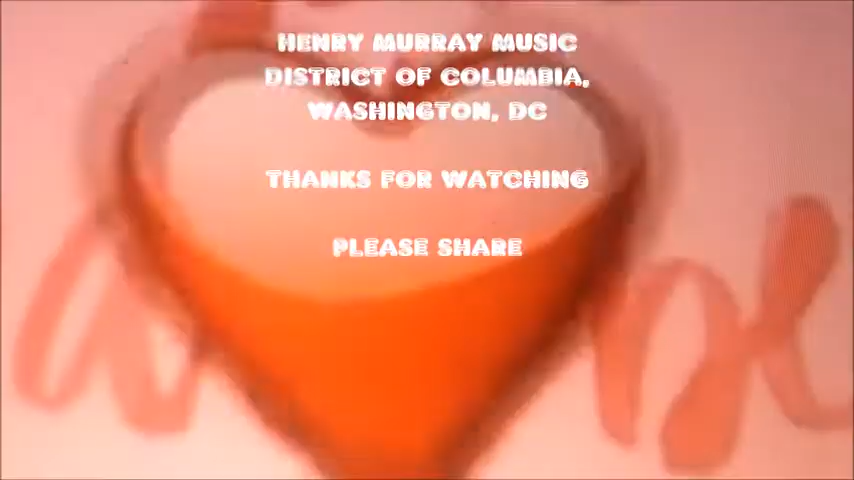 HENRY MURRAY MUSIC
DISTRICT OF COLUMBIA,
WASHINGTON, DC
THANKS FOR WATCHING
PLEASE SHARE